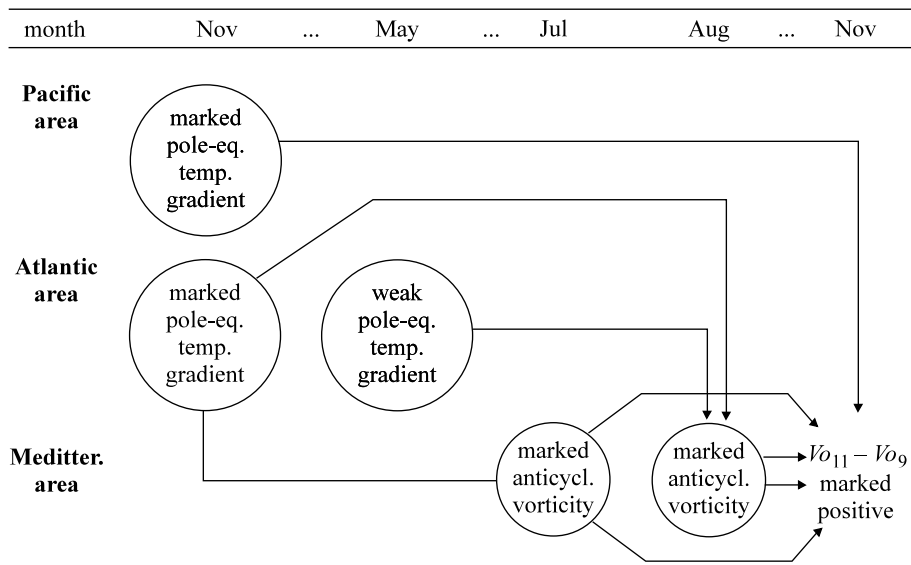 month Nov ... May ... Jul Aug ... Nov
Pacific
area
marked
pole-eq.
temp.
gradient
Atlantic
area
marked
pole-eq.
temp.
gradient
weak
pole-eq.
temp.
gradient
Meditter.
area
marked
anticycl.
vorticity
marked
anticycl.
vorticity
Vo₁₁ – Vo₉
marked
positive